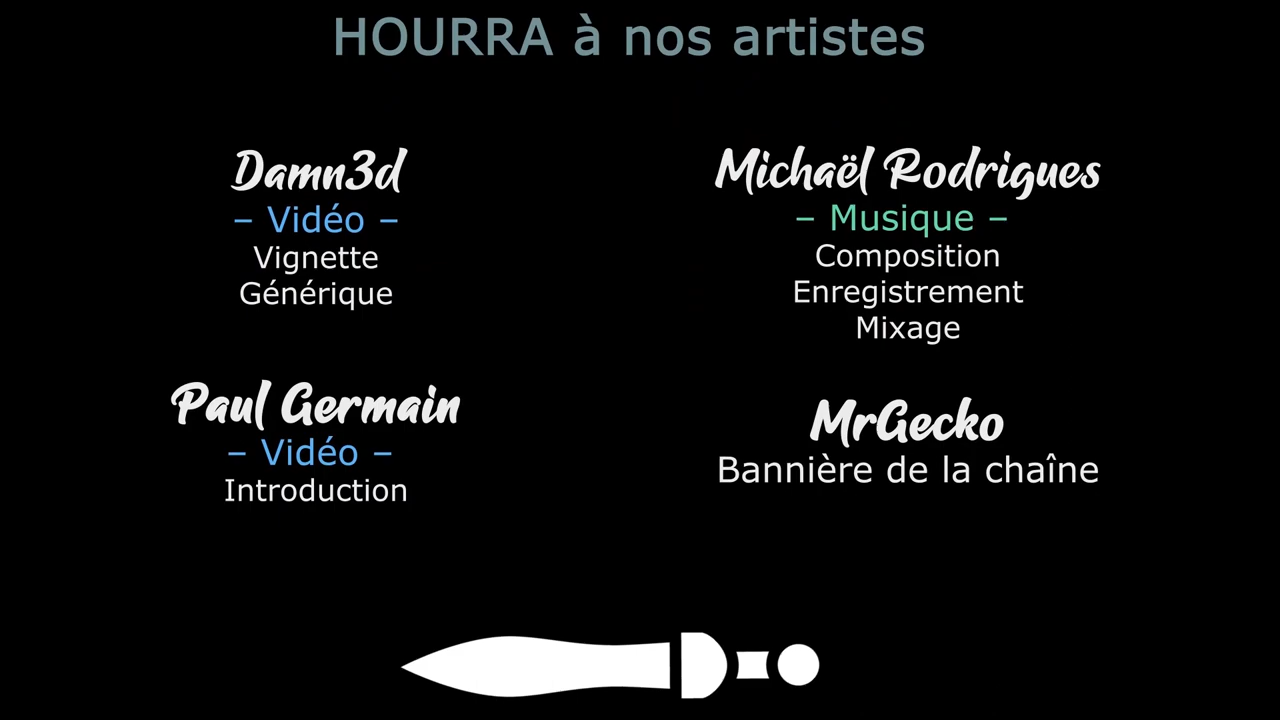 HOURRA à nos artistes
Damn3d
– Vidéo –
Vignette
Générique
Michaël Rodrigues
– Musique –
Composition
Enregistrement
Mixage
Paul Germain
– Vidéo –
Introduction
MrGecko
Bannière de la chaîne